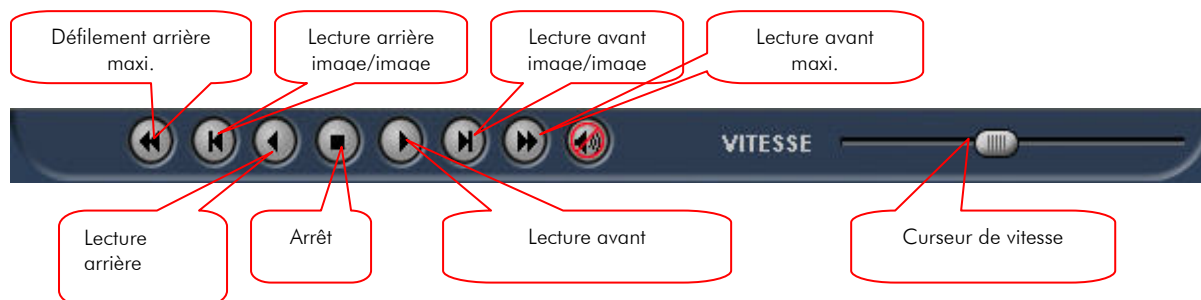 Défilement arrière
maxi.
Lecture arrière
image/image
Lecture avant
image/image
Lecture avant
maxi.
VITESSE
Lecture
arrière
Arrêt
Lecture avant
Curseur de vitesse